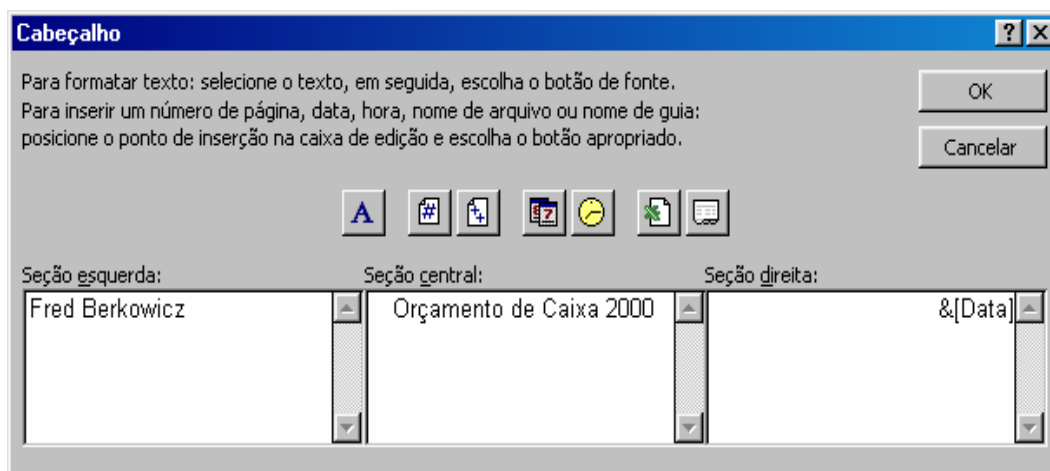 Cabeçalho
Para formatar texto: selecione o texto, em seguida, escolha o botão de fonte.
Para inserir um número de página, data, hora, nome de arquivo ou nome de guia:
posicione o ponto de inserção na caixa de edição e escolha o botão apropriado.
OK
Cancelar
Seção esquerda:
Seção central:
Seção direita:
Fred Berkowicz
Orçamento de Caixa 2000
&[Data]